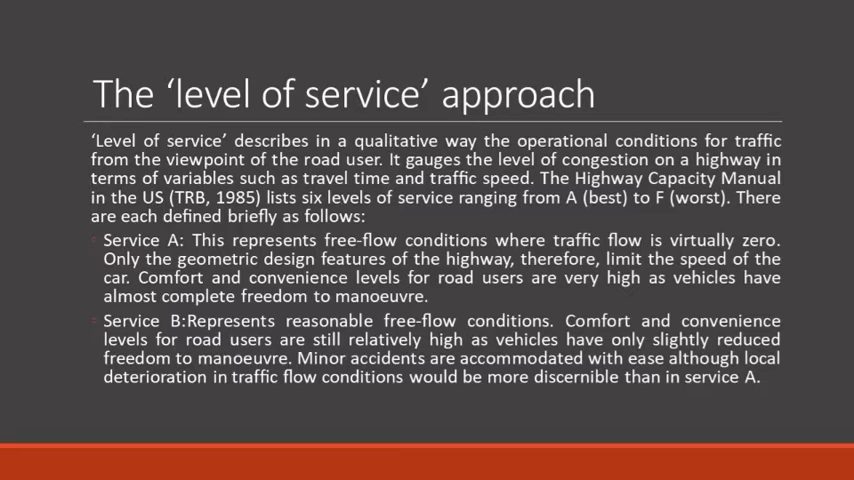 The ‘level of service’ approach
‘Level of service’ describes in a qualitative way the operational conditions for traffic
from the viewpoint of the road user. It gauges the level of congestion on a highway in
terms of variables such as travel time and traffic speed. The Highway Capacity Manual
in the US (TRB, 1985) lists six levels of service ranging from A (best) to F (worst). There
are each defined briefly as follows:
Service A: This represents free-flow conditions where traffic flow is virtually zero.
Only the geometric design features of the highway, therefore, limit the speed of the
car. Comfort and convenience levels for road users are very high as vehicles have
almost complete freedom to manoeuvre.
Service B:Represents reasonable free-flow conditions. Comfort and convenience
levels for road users are still relatively high as vehicles have only slightly reduced
freedom to manoeuvre. Minor accidents are accommodated with ease although local
deterioration in traffic flow conditions would be more discernible than in service A.